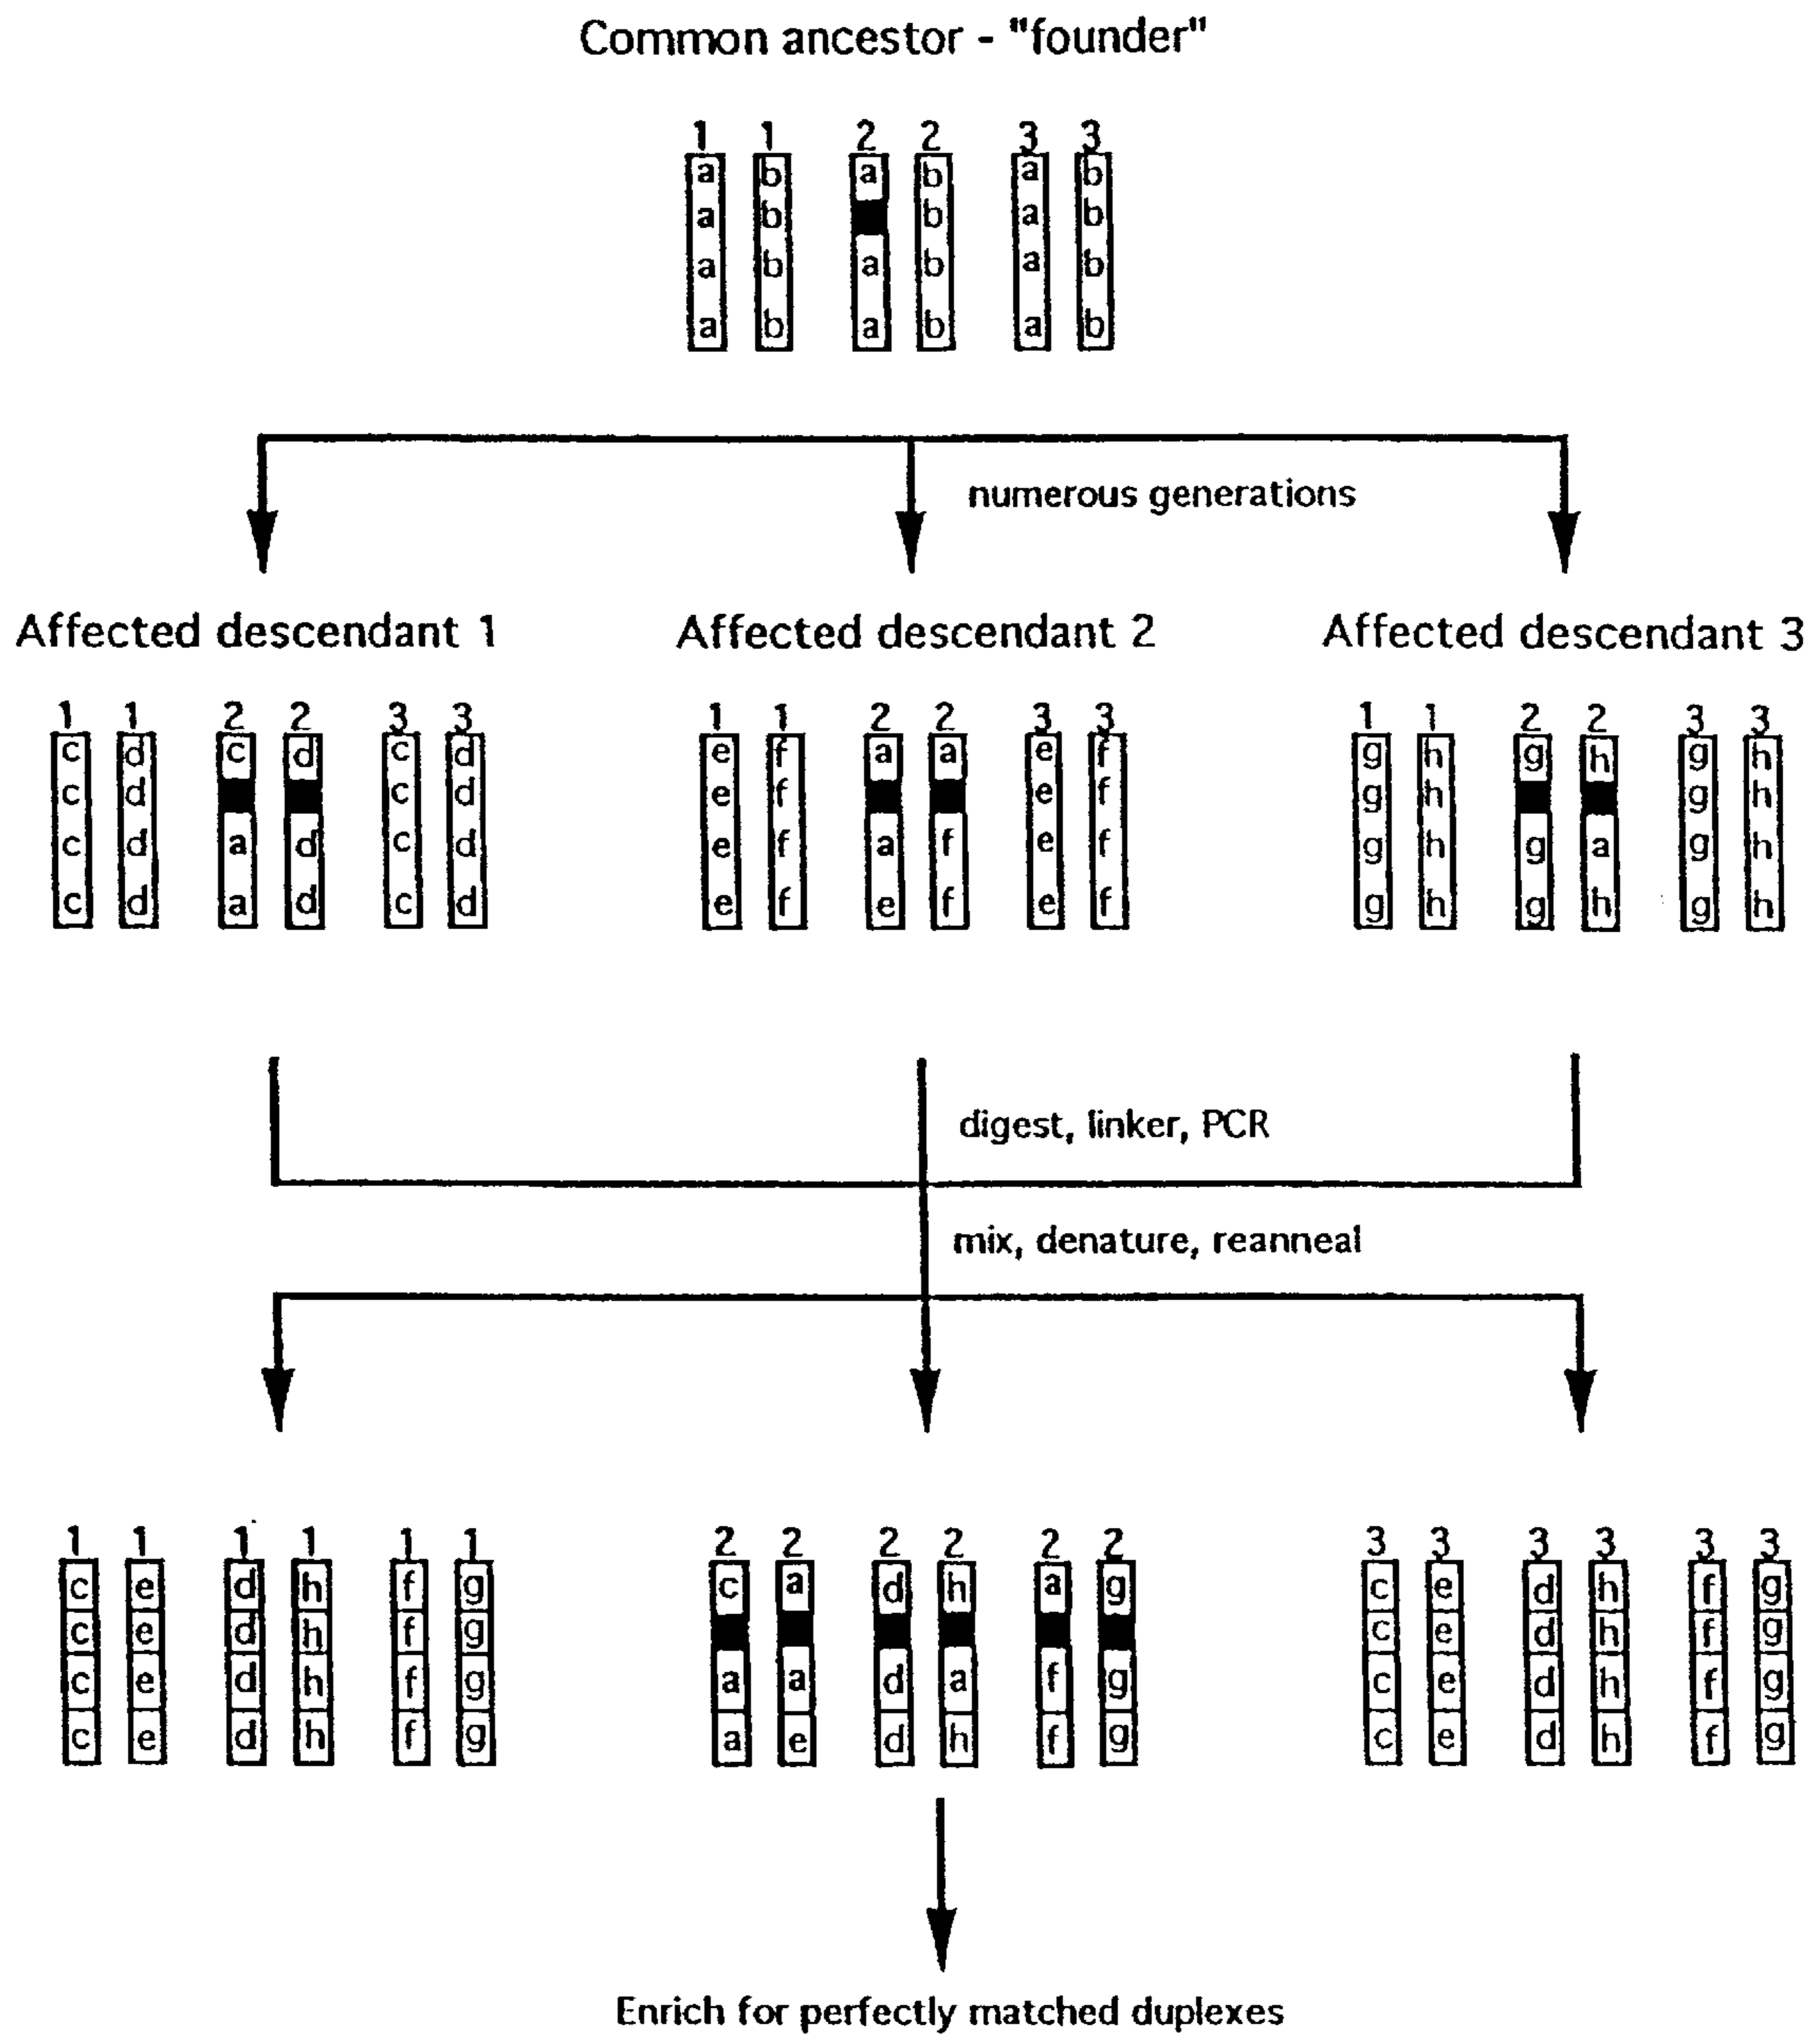 Common ancestor - "founder"
1 1 2 2 3 3
a b a b a b
a b b a b
a b a b a b
a b a b a b
numerous generations
Affected descendant 1 Affected descendant 2 Affected descendant 3
1 1 2 2 3 3 1 1 2 2 3 3 1 1 2 2 3 3
c d c d c d e f a a e f g h g h g h
c d c d e f e f g h g h
c d a d c d e f a f e f g h g a g h
c d a d c d e f e f e f g h g h g h
digest, linker, PCR
mix, denature, reanneal
1 1 1 1 1 1 2 2 2 2 2 2 3 3 3 3 3 3
c e d h f g c a d h a g c e d h f g
c e d h f g c e d h f g
c e d h f g a a d a f g c e d h f g
c e d h f g a e d h f g c e d h f g
Enrich for perfectly matched duplexes